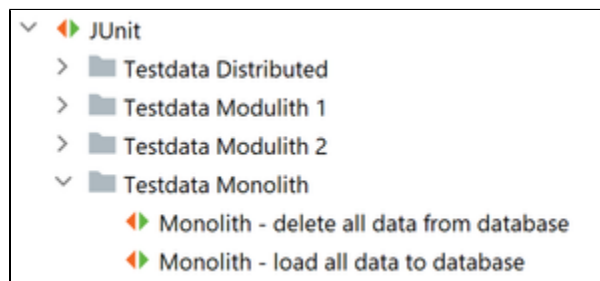 JUnit
Testdata Distributed
Testdata Modulith 1
Testdata Modulith 2
Testdata Monolith
Monolith - delete all data from database
Monolith - load all data to database